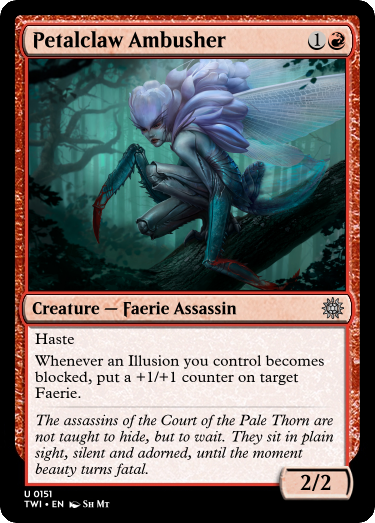 Petalclaw Ambusher 1
Creature — Faerie Assassin
Haste
Whenever an Illusion you control becomes
blocked, put a +1/+1 counter on target
Faerie.
The assassins of the Court of the Pale Thorn are
not taught to hide, but to wait. They sit in plain
sight, silent and adorned, until the moment
beauty turns fatal.
2/2
U 0151
TWI • EN SH MT